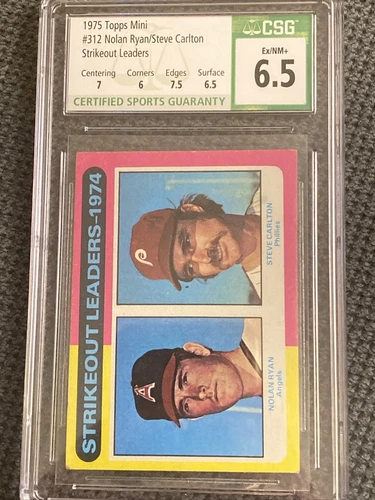 1975 Topps Mini
#312 Nolan Ryan/Steve Carlton
Strikeout Leaders
Centering Corners Edges Surface
7 6 7.5 6.5
CERTIFIED SPORTS GUARANTY
CSG
Ex/NM+
6.5
STRIKEOUT LEADERS-1974
STEVE CARLTON
Phillies
NOLAN RYAN
Angels
P
A